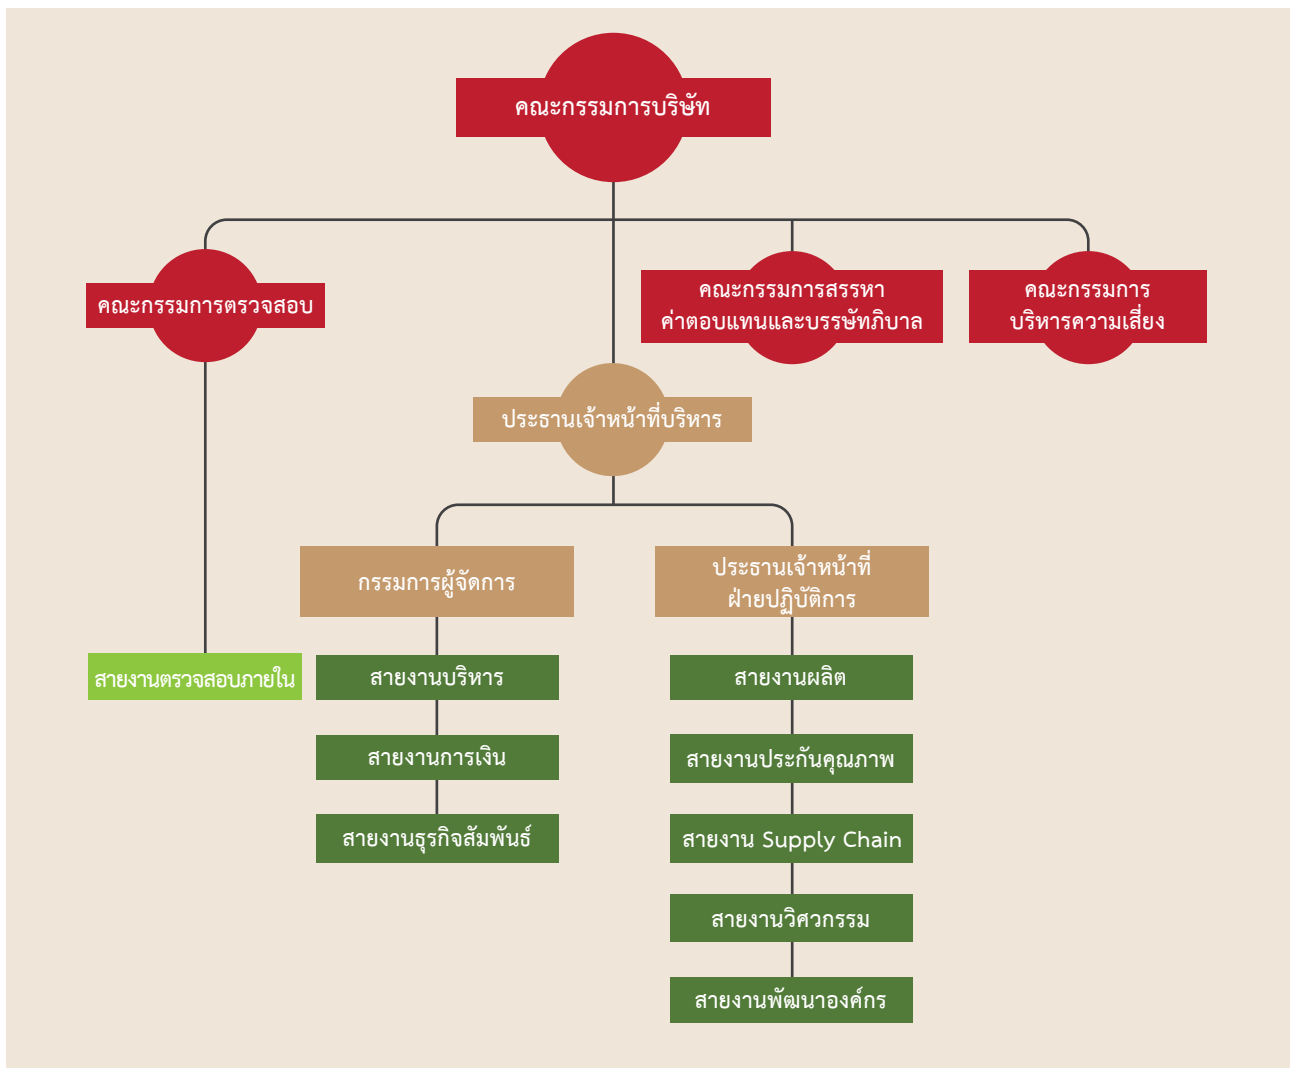 คณะกรรมการบริษัท
คณะกรรมการตรวจสอบ
คณะกรรมการสรรหา
ค่าตอบแทนและบรรษัทภิบาล
คณะกรรมการ
บริหารความเสี่ยง
ประธานเจ้าหน้าที่บริหาร
กรรมการผู้จัดการ
ประธานเจ้าหน้าที่
ฝ่ายปฏิบัติการ
สายงานตรวจสอบภายใน
สายงานบริหาร
สายงานการเงิน
สายงานธุรกิจสัมพันธ์
สายงานผลิต
สายงานประกันคุณภาพ
สายงาน Supply Chain
สายงานวิศวกรรม
สายงานพัฒนาองค์กร